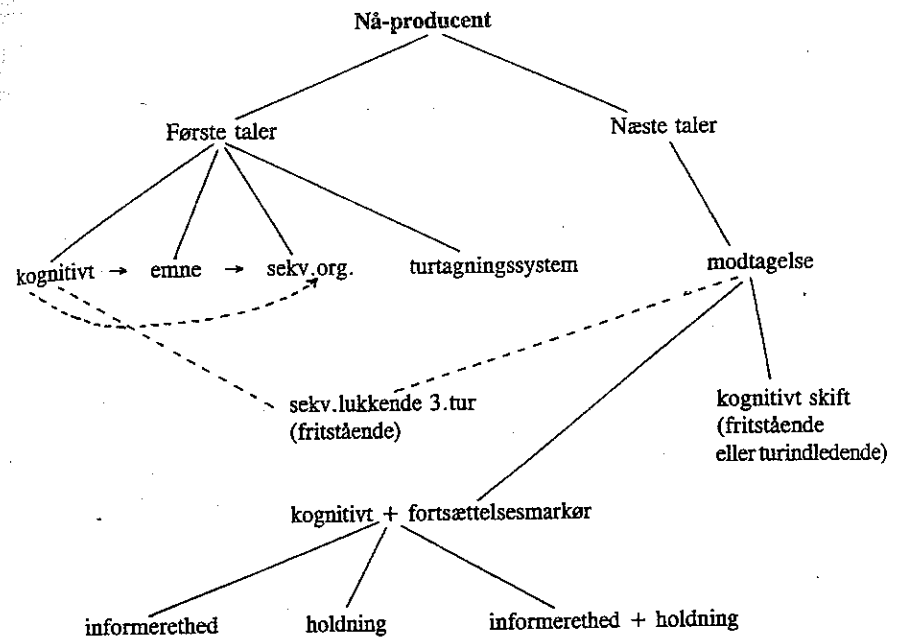 Nå-producent
Første taler
Næste taler
kognitivt → emne → sekv.org.
turtagningssystem
modtagelse
sekv.lukkende 3.tur
(fritstående)
kognitivt skift
(fritstående
eller turindledende)
kognitivt + fortsættelsesmarkør
informerethed
holdning
informerethed + holdning